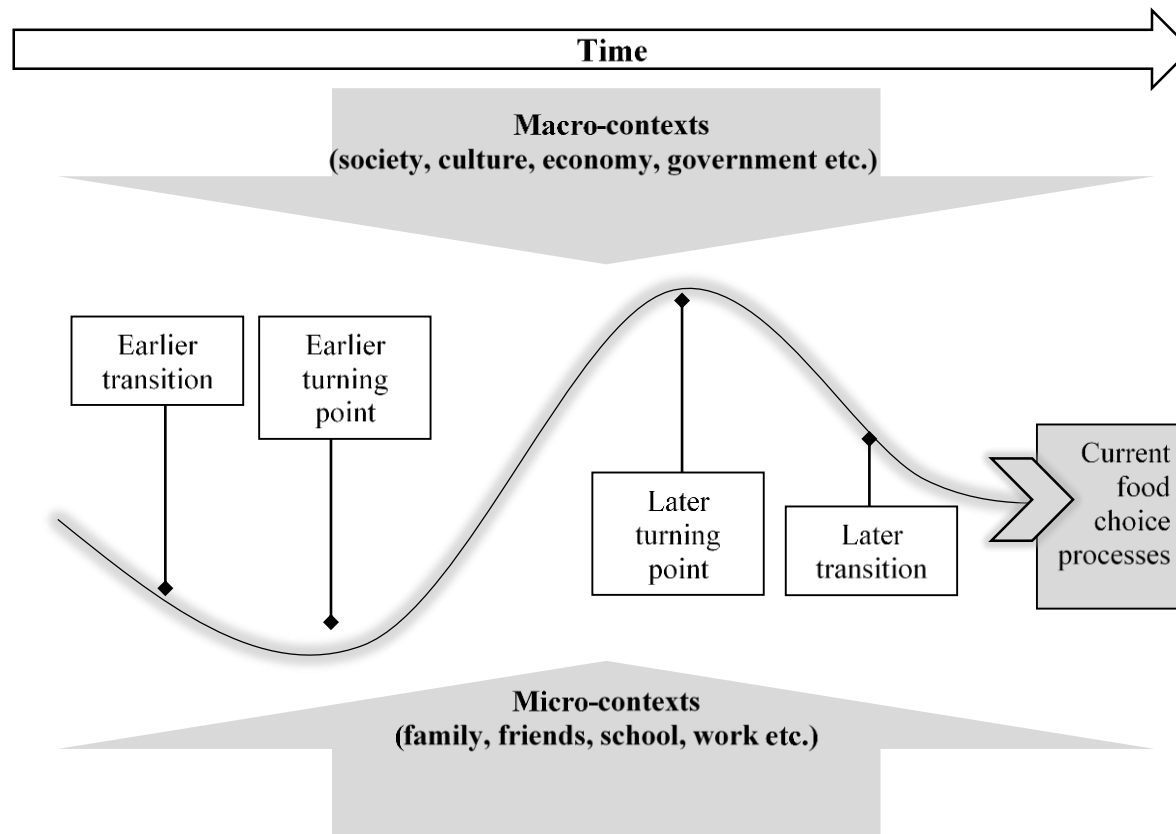 Time
Macro-contexts
(society, culture, economy, government etc.)
Earlier
transition
Earlier
turning
point
Later
turning
point
Later
transition
Current
food
choice
processes
Micro-contexts
(family, friends, school, work etc.)